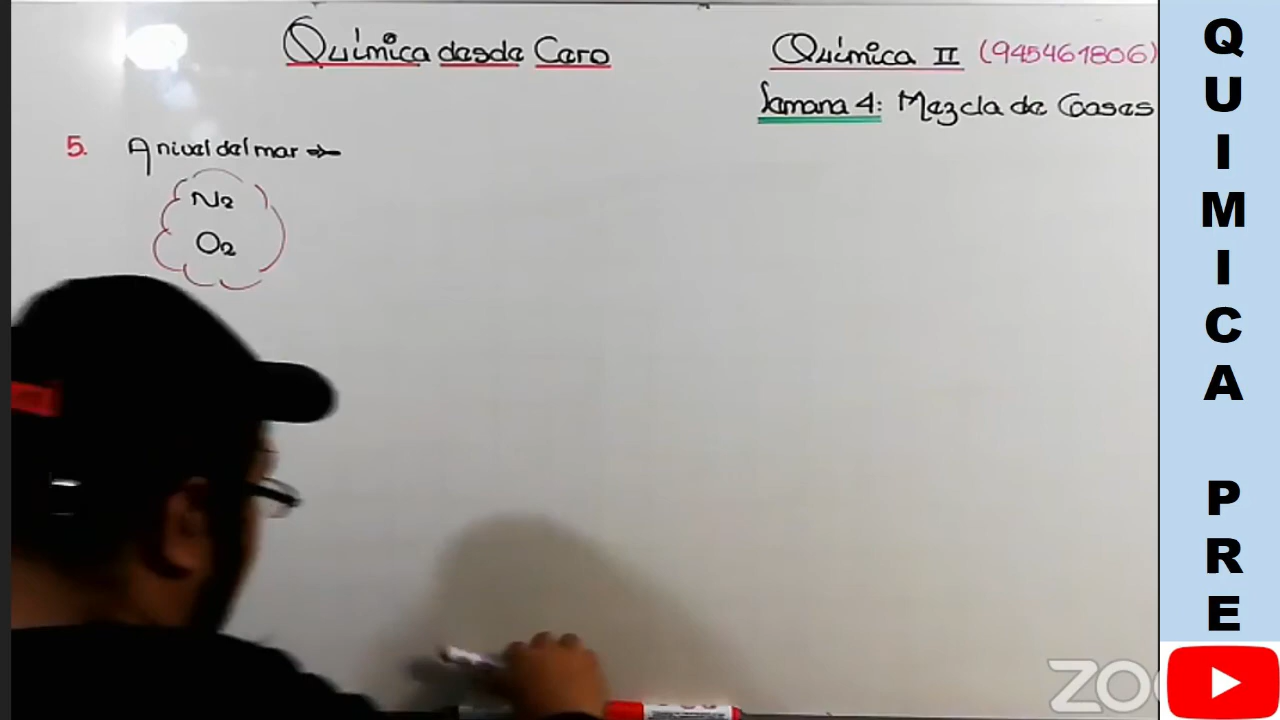 Química desde Cero
Química II (945461806)
Semana 4: Mezcla de Gases
5. A nivel del mar →
N2
O2
QUIMICA PRE
ZOO